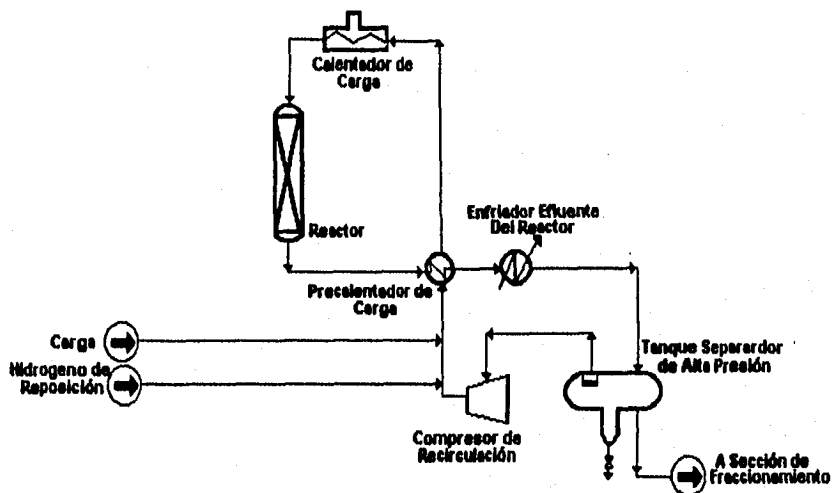 Calentador de
Carga
Reactor
Enfriador Efluente
Del Reactor
Precalentador de
Carga
Carga
Hidrogeno de
Reposición
Tanque Separardor
de Alta Presión
Compresor de
Recirculación
A Sección de
Fraccionamiento